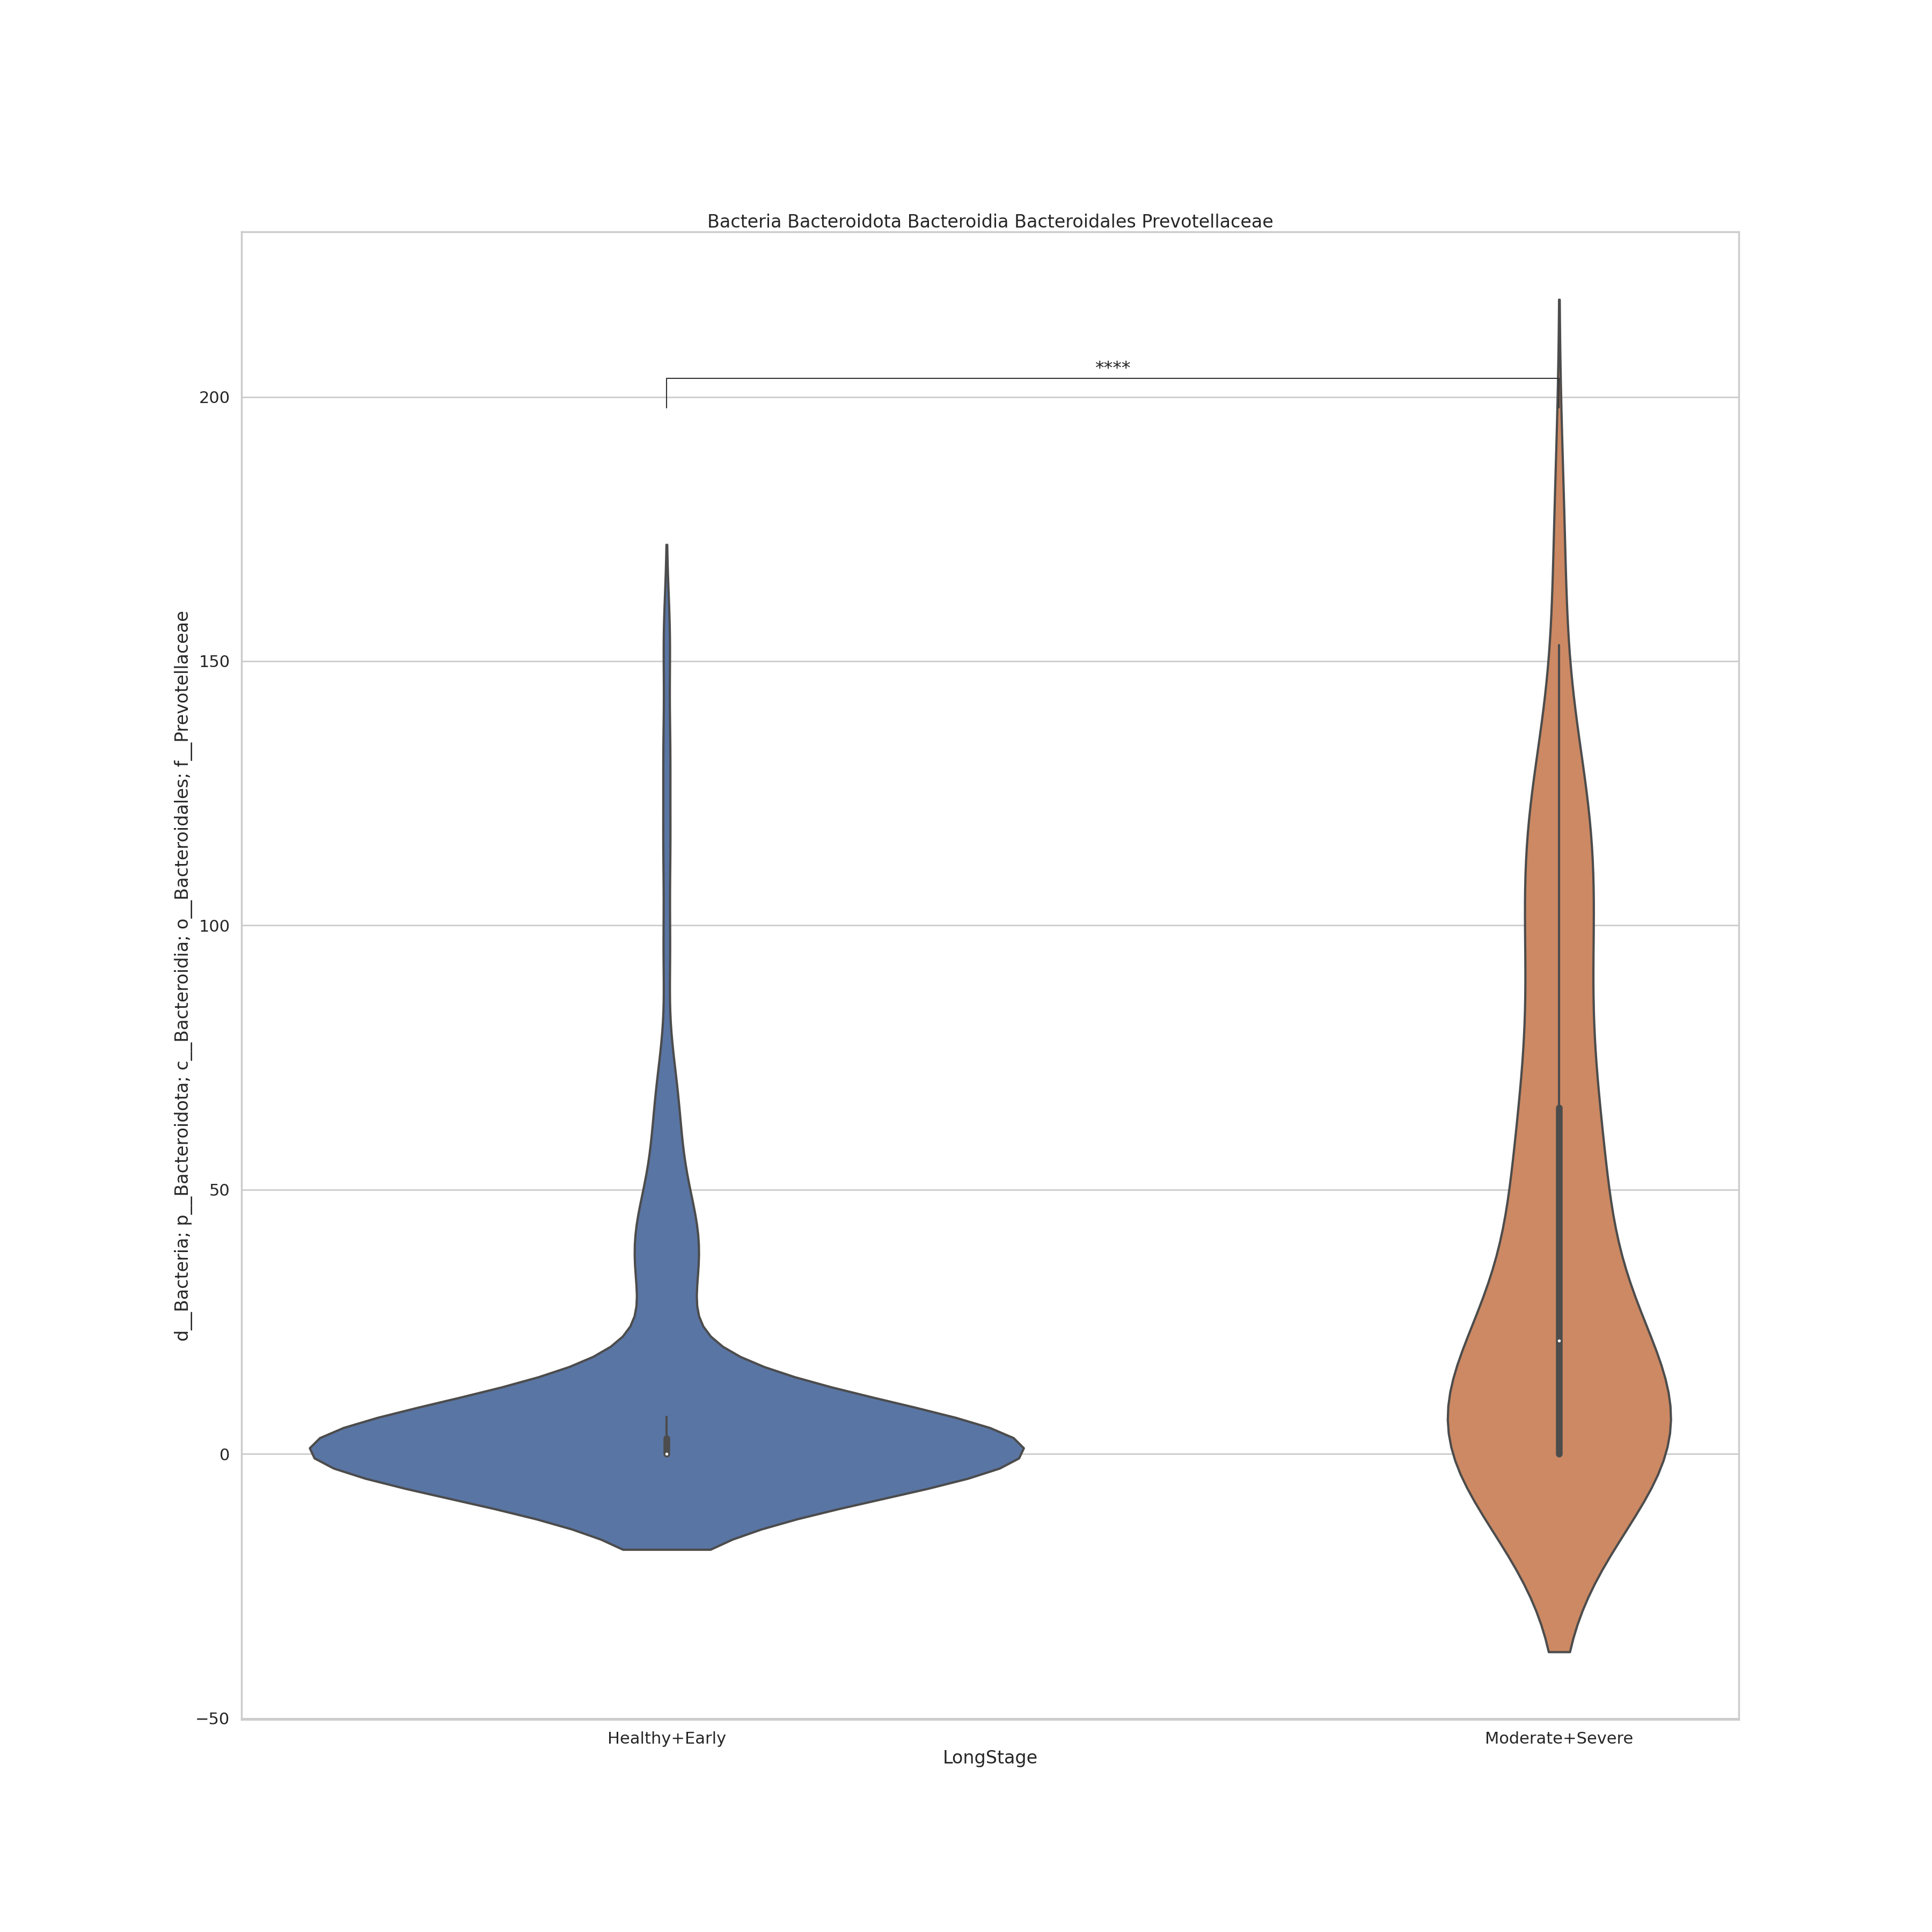 Bacteria Bacteroidota Bacteroidia Bacteroidales Prevotellaceae
d__Bacteria; p__Bacteroidota; c__Bacteroidia; o__Bacteroidales; f__Prevotellaceae
****
200
150
100
50
0
−50
Healthy+Early
Moderate+Severe
LongStage